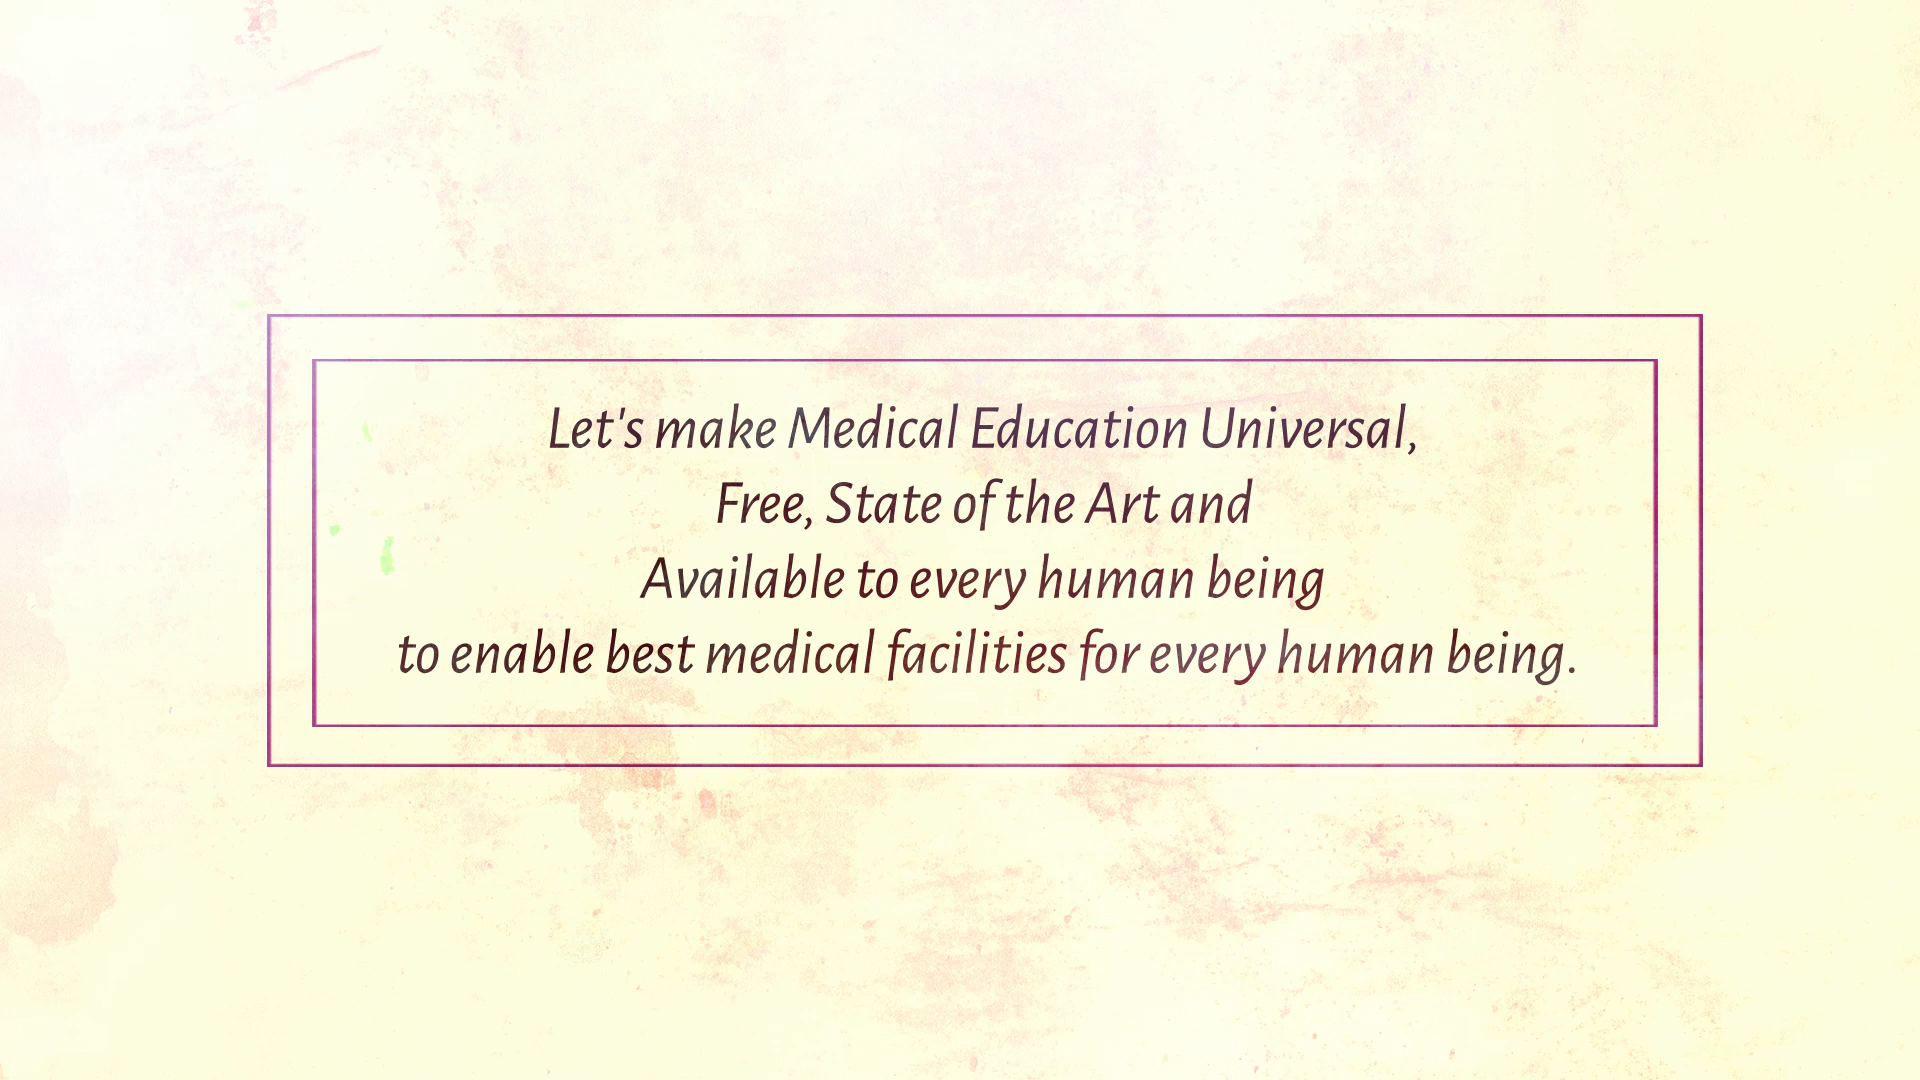 Let's make Medical Education Universal,
Free, State of the Art and
Available to every human being
to enable best medical facilities for every human being.